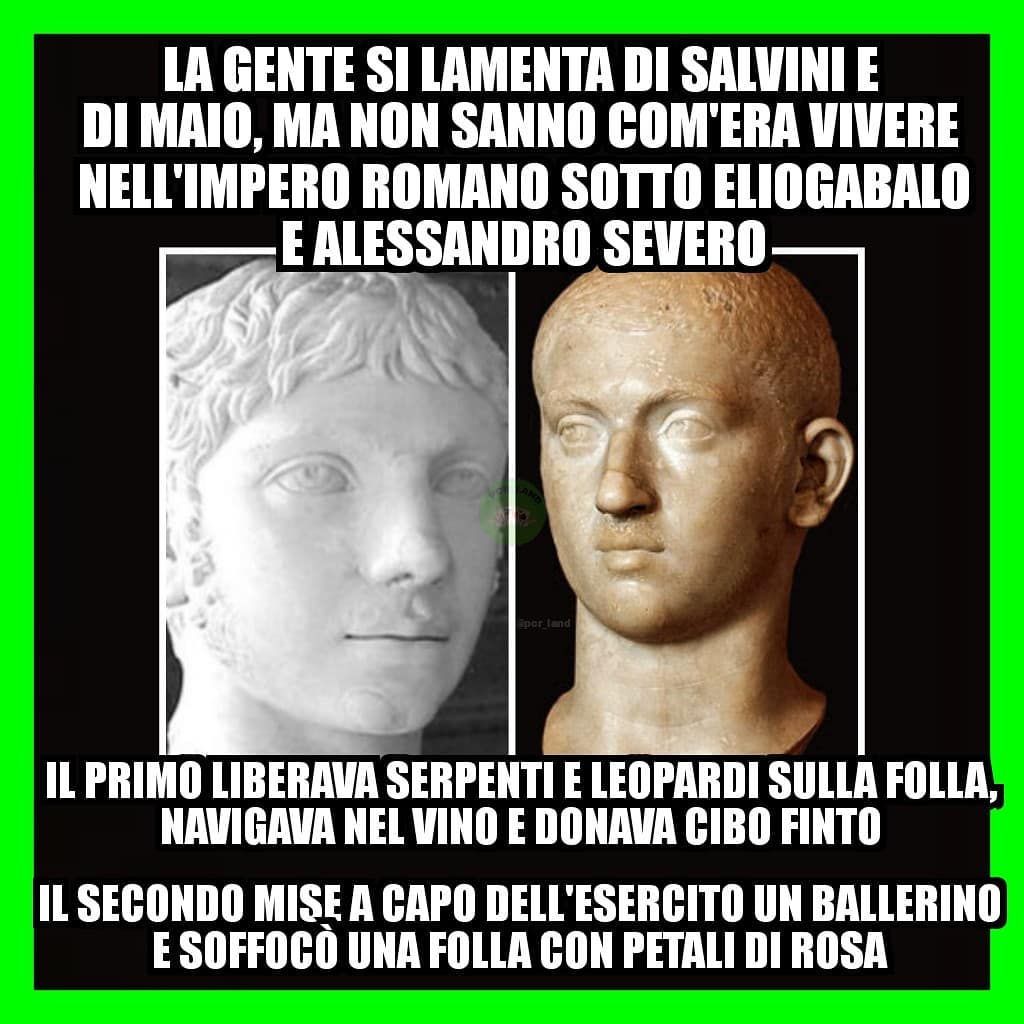 LA GENTE SI LAMENTA DI SALVINI E
DI MAIO, MA NON SANNO COM'ERA VIVERE
NELL'IMPERO ROMANO SOTTO ELIOGABALO
E ALESSANDRO SEVERO
@pcr_land
IL PRIMO LIBERAVA SERPENTI E LEOPARDI SULLA FOLLA,
NAVIGAVA NEL VINO E DONAVA CIBO FINTO
IL SECONDO MISE A CAPO DELL'ESERCITO UN BALLERINO
E SOFFOCÒ UNA FOLLA CON PETALI DI ROSA